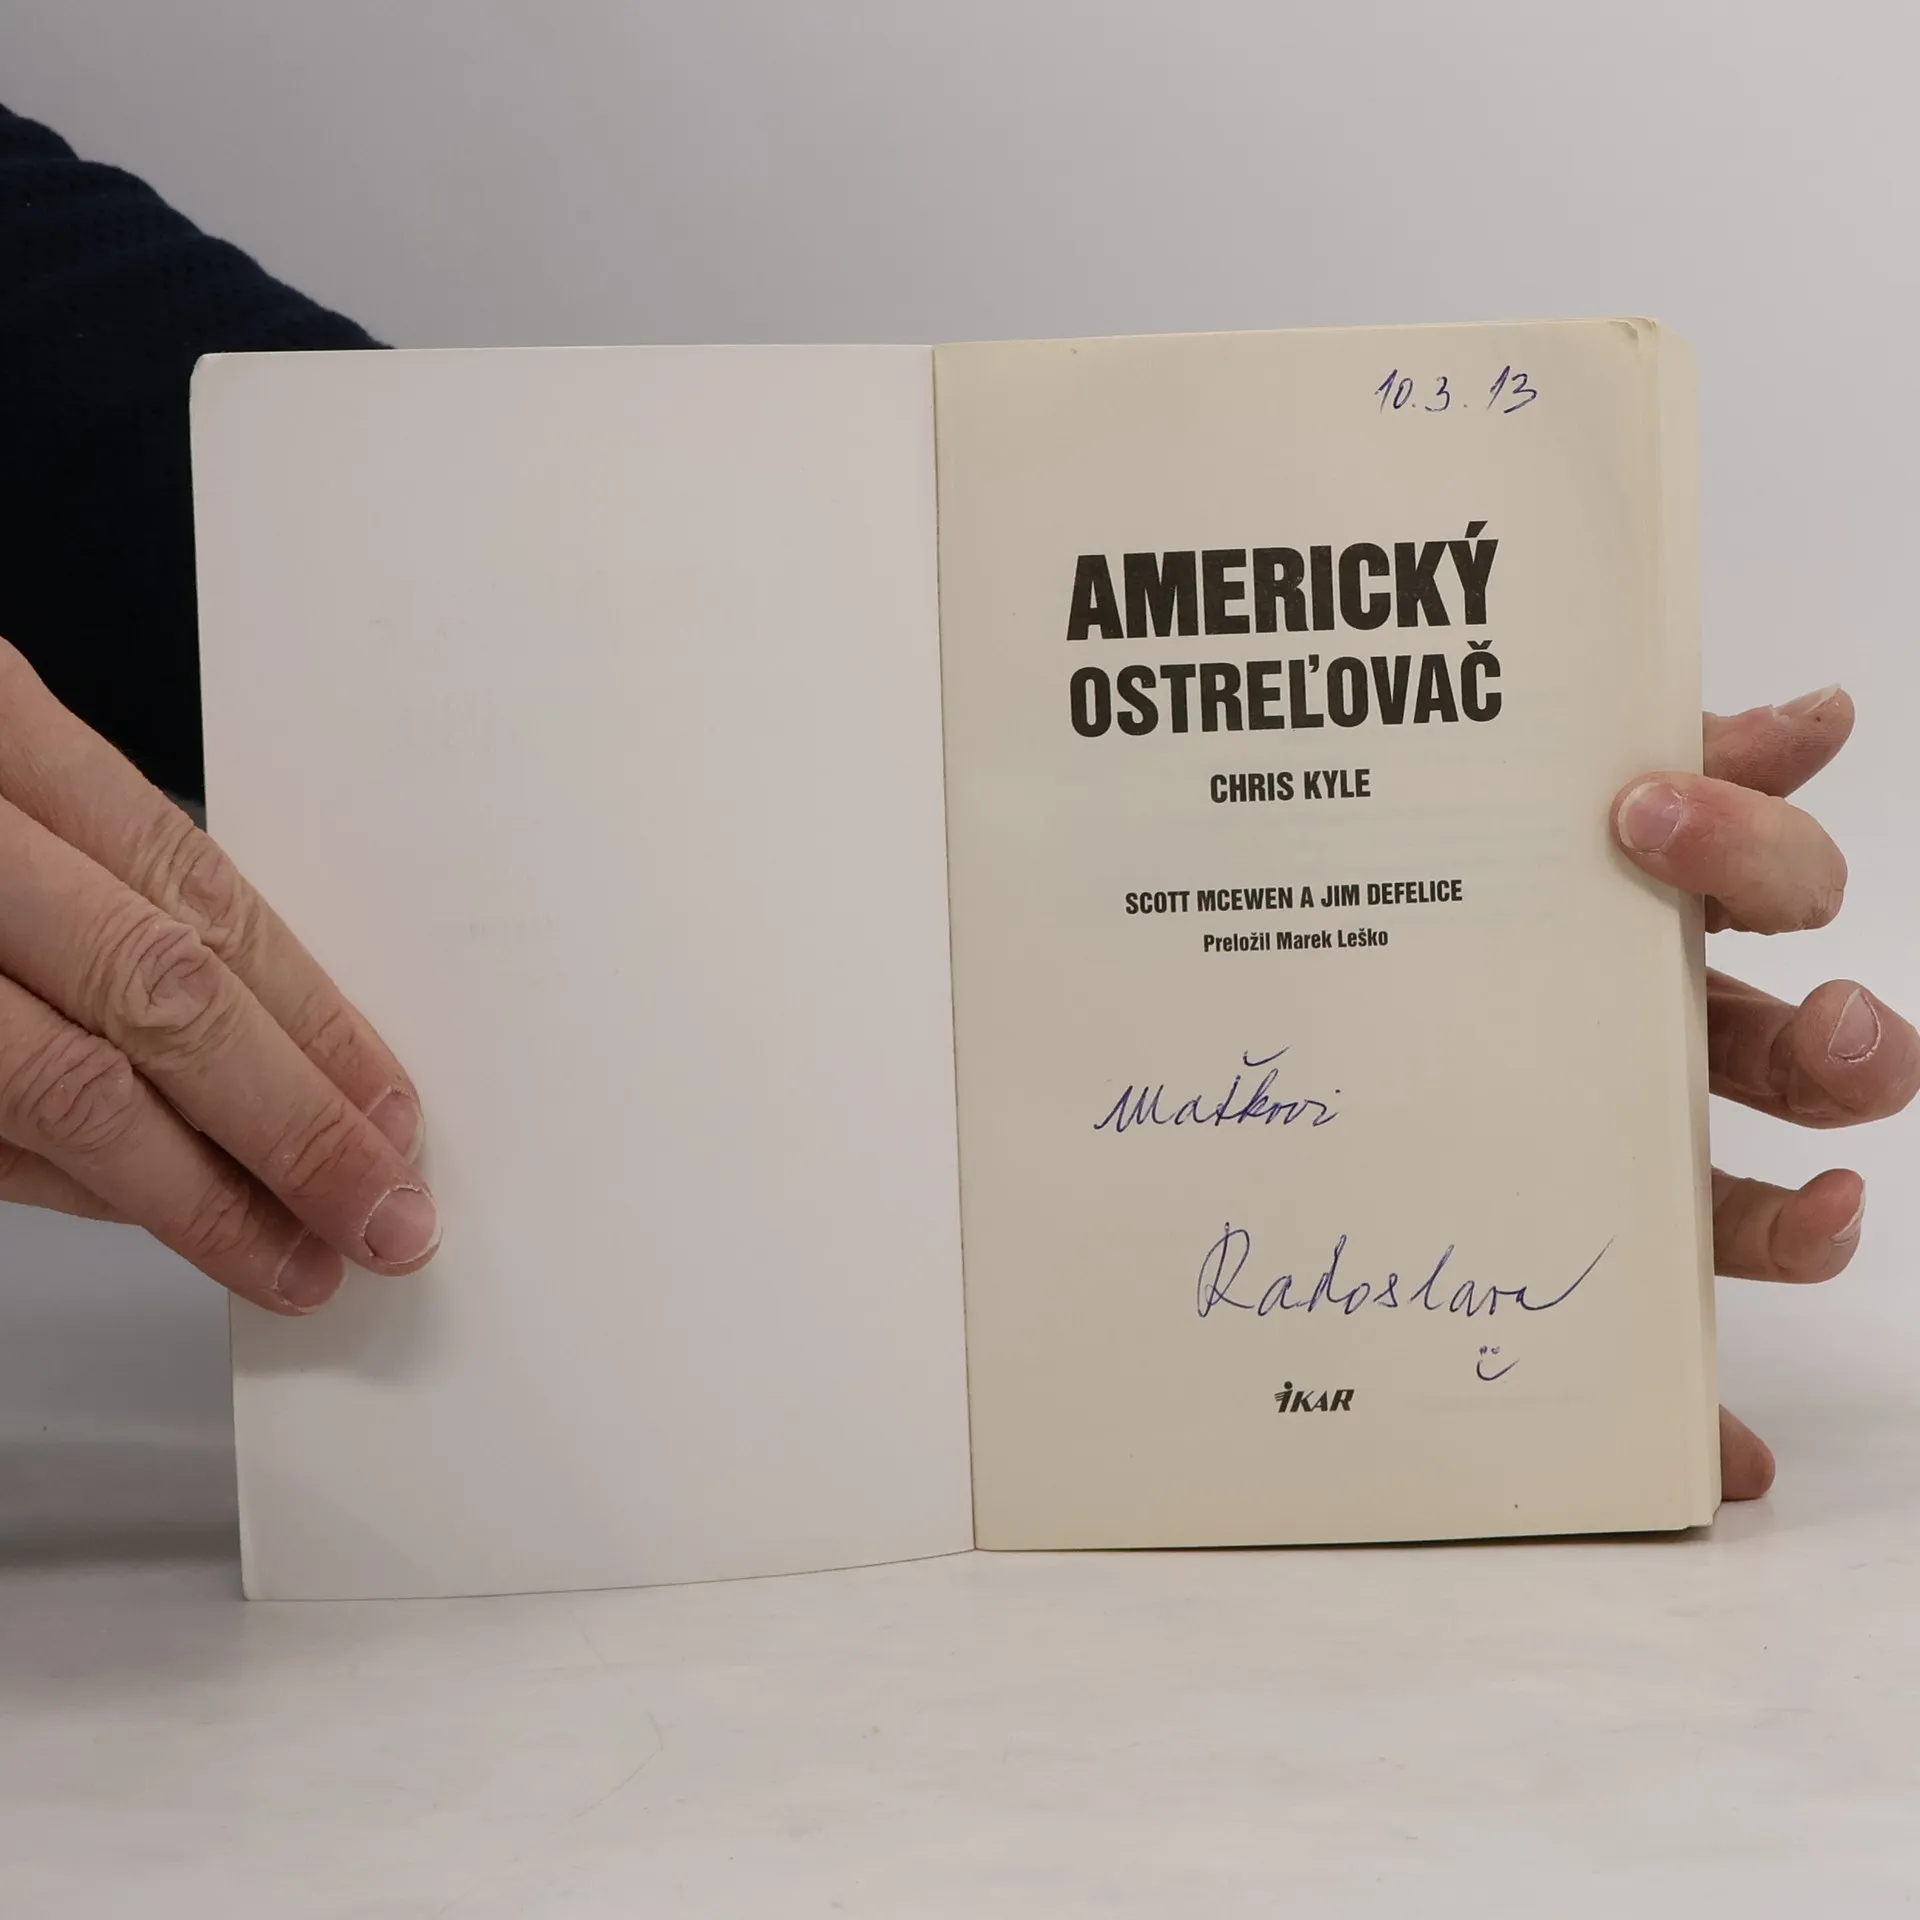 10.3.13
AMERICKÝ
OSTREĽOVAČ
CHRIS KYLE
SCOTT MCEWEN A JIM DEFELICE
Preložil Marek Leško
Maťkovi
Radoslava
IKAR